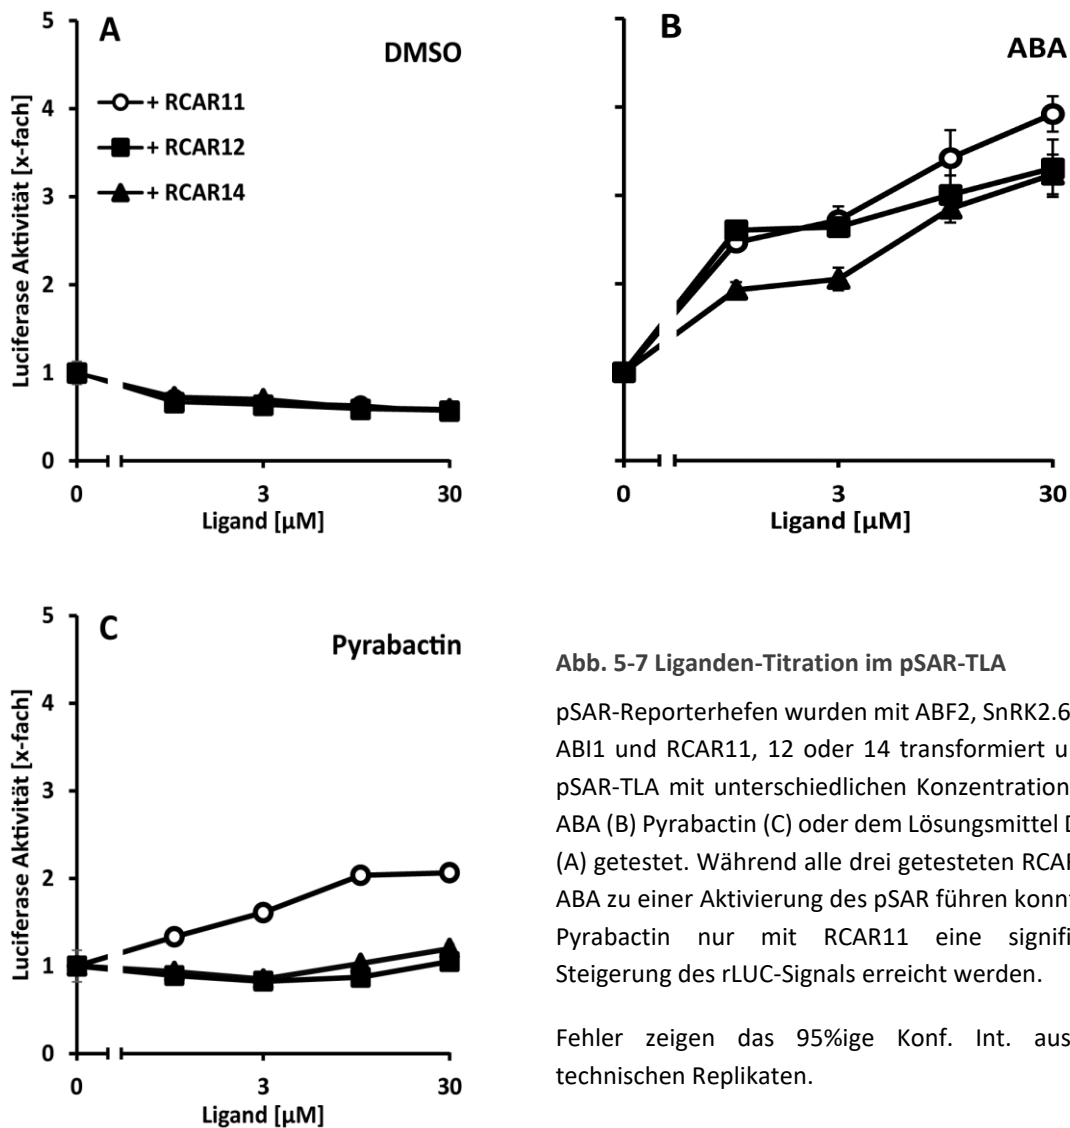 A
DMSO
5
4
3
2
1
0
Luciferase Aktivität [x-fach]
+ RCAR11
+ RCAR12
+ RCAR14
0
3
30
Ligand [µM]
B
ABA
0
3
30
Ligand [µM]
C
Pyrabactin
5
4
3
2
1
0
Luciferase Aktivität [x-fach]
0
3
30
Ligand [µM]
Abb. 5-7 Liganden-Titration im pSAR-TLA
pSAR-Reporterhefen wurden mit ABF2, SnRK2.6
ABI1 und RCAR11, 12 oder 14 transformiert u
pSAR-TLA mit unterschiedlichen Konzentration
ABA (B) Pyrabactin (C) oder dem Lösungsmittel D
(A) getestet. Während alle drei getesteten RCAR
ABA zu einer Aktivierung des pSAR führen konnt
Pyrabactin nur mit RCAR11 eine signifi
Steigerung des rLUC-Signals erreicht werden.
Fehler zeigen das 95%ige Konf. Int. aus
technischen Replikaten.